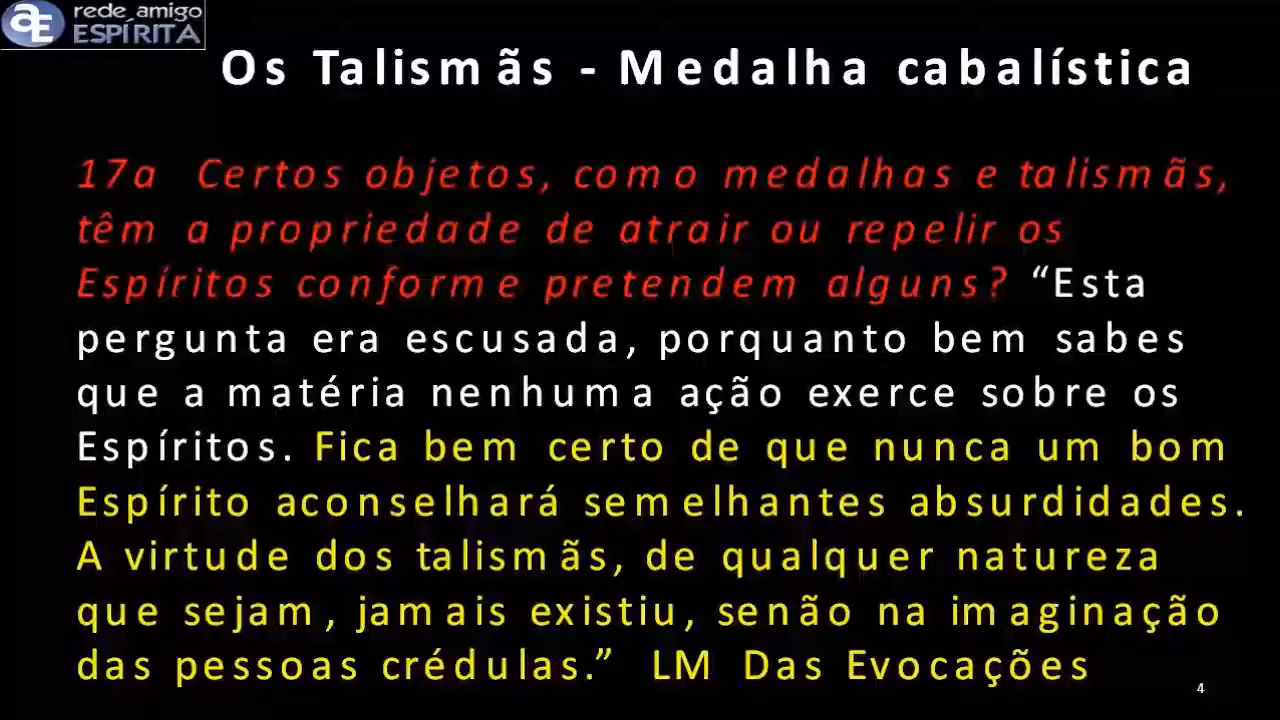 rede amigo
ESPÍRITA
Os Talismãs - Medalha cabalística
17a Certos objetos, como medalhas e talismãs,
têm a propriedade de atrair ou repelir os
Espíritos conforme pretendem alguns? “Esta
pergunta era escusada, porquanto bem sabes
que a matéria nenhuma ação exerce sobre os
Espíritos. Fica bem certo de que nunca um bom
Espírito aconselhará semelhantes absurdidades.
A virtude dos talismãs, de qualquer natureza
que sejam, jamais existiu, senão na imaginação
das pessoas crédulas.” LM Das Evocações
4